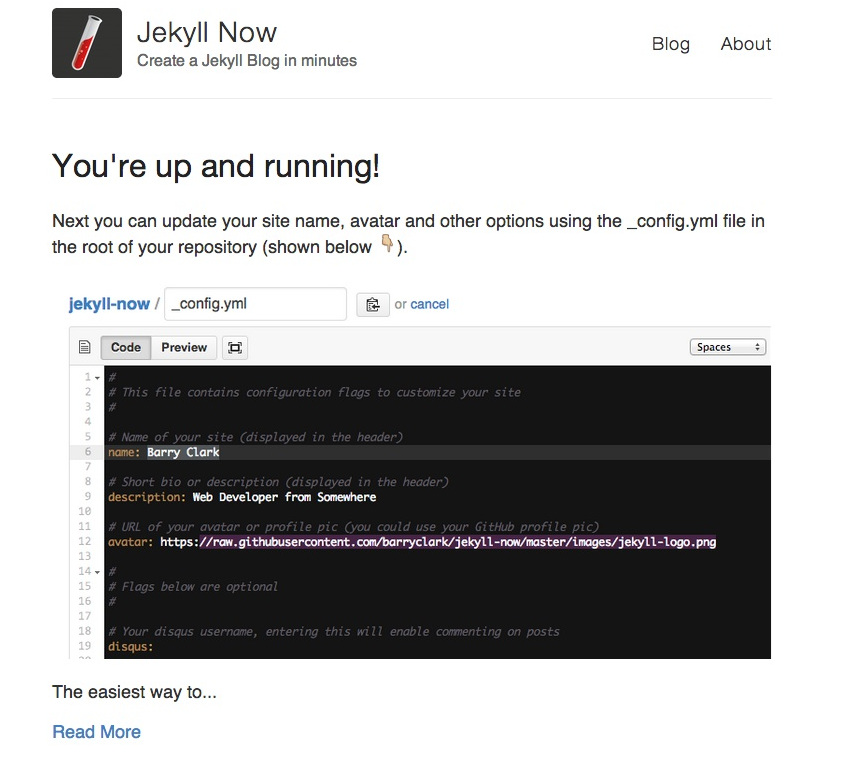 Jekyll Now
Create a Jekyll Blog in minutes
Blog About
You're up and running!
Next you can update your site name, avatar and other options using the _config.yml file in
the root of your repository (shown below 👇).
jekyll-now / _config.yml or cancel
Code Preview Spaces
1 #
2 # This file contains configuration flags to customize your site
3 #
4
5 # Name of your site (displayed in the header)
6 name: Barry Clark
7
8 # Short bio or description (displayed in the header)
9 description: Web Developer from Somewhere
10
11 # URL of your avatar or profile pic (you could use your GitHub profile pic)
12 avatar: https://raw.githubusercontent.com/barryclark/jekyll-now/master/images/jekyll-logo.png
13
14 #
15 # Flags below are optional
16 #
17
18 # Your disqus username, entering this will enable commenting on posts
19 disqus:
The easiest way to...
Read More